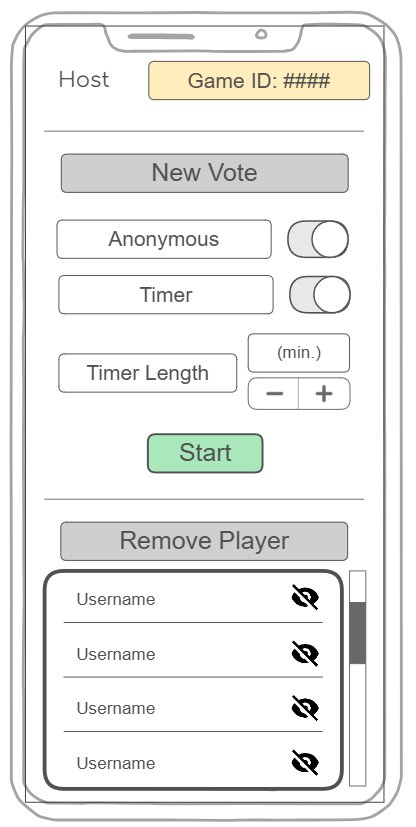 Host
Game ID: ####
New Vote
Anonymous
Timer
(min.)
Timer Length
Start
Remove Player
Username
Username
Username
Username